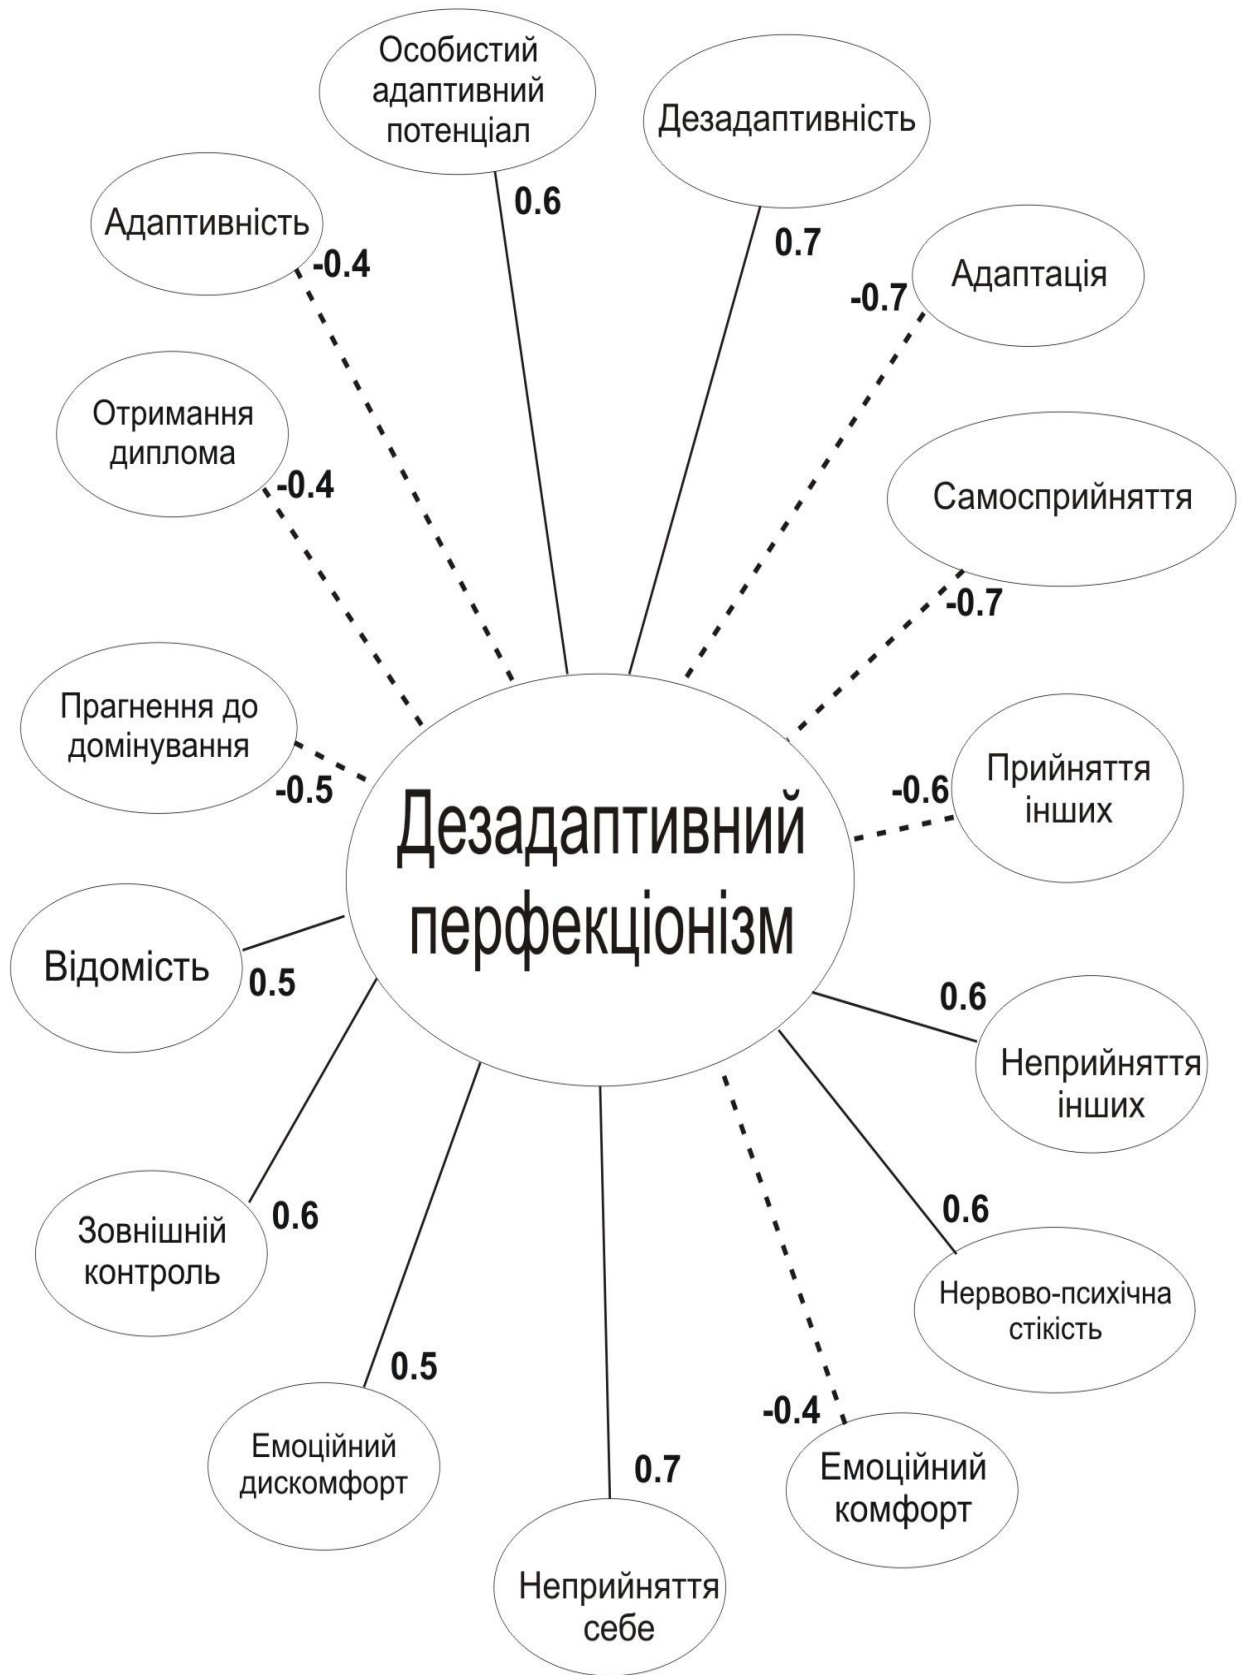 Особистий
адаптивний
потенціал
0.6
Дезадаптивність
0.7
Адаптивність
-0.4
Адаптація
-0.7
Отримання
диплома
-0.4
Самосприйняття
-0.7
Прагнення до
домінування
-0.5
Прийняття
інших
-0.6
Дезадаптивний
перфекціонізм
Відомість
0.5
Неприйняття
інших
0.6
Зовнішній
контроль
0.6
Нервово-психічна
стікість
0.6
Емоційний
дискомфорт
0.5
Емоційний
комфорт
-0.4
Неприйняття
себе
0.7